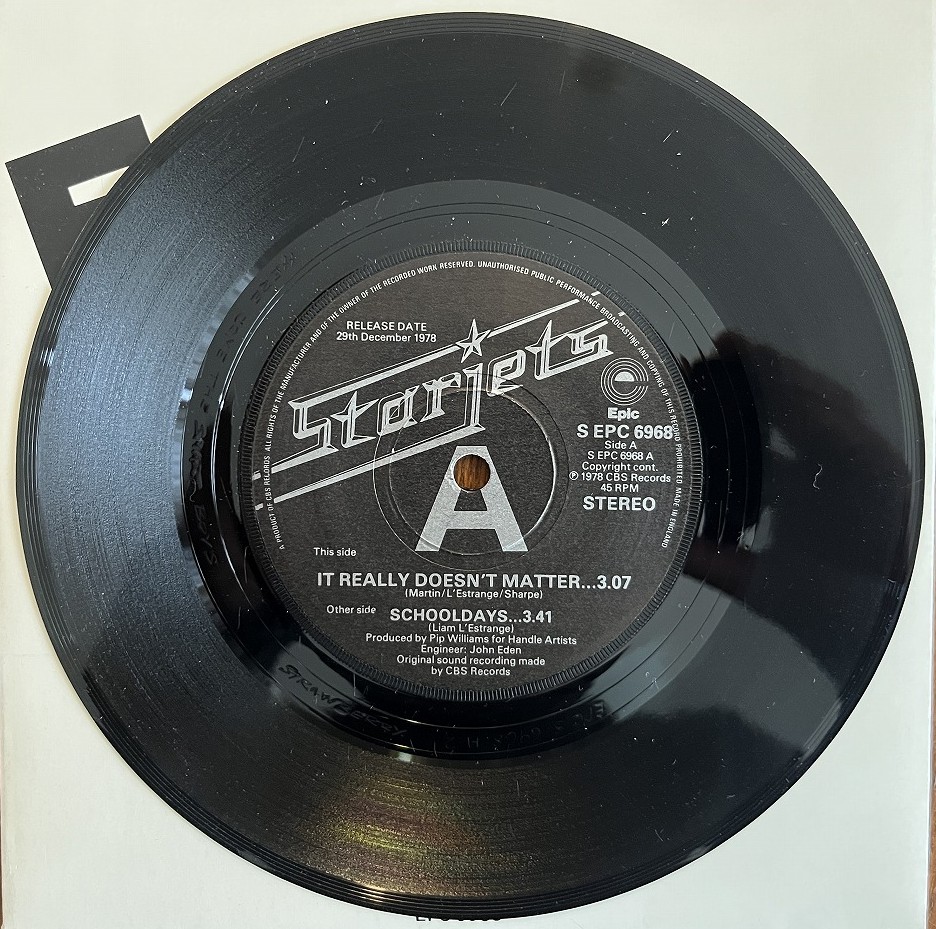 A PRODUCT OF CBS RECORDS. ALL RIGHTS OF THE MANUFACTURER AND OF THE OWNER OF THE RECORDED WORK RESERVED. UNAUTHORISED PUBLIC PERFORMANCE BROADCASTING AND COPYING OF THIS RECORD PROHIBITED MADE IN ENGLAND
RELEASE DATE
29th December 1978
Starjets
Epic
S EPC 6968
Side A
S EPC 6968 A
Copyright cont.
℗ 1978 CBS Records
45 RPM
STEREO
A
This side
IT REALLY DOESN'T MATTER...3.07
(Martin/L'Estrange/Sharpe)
Other side SCHOOLDAYS...3.41
(Liam L'Estrange)
Produced by Pip Williams for Handle Artists
Engineer: John Eden
Original sound recording made
by CBS Records